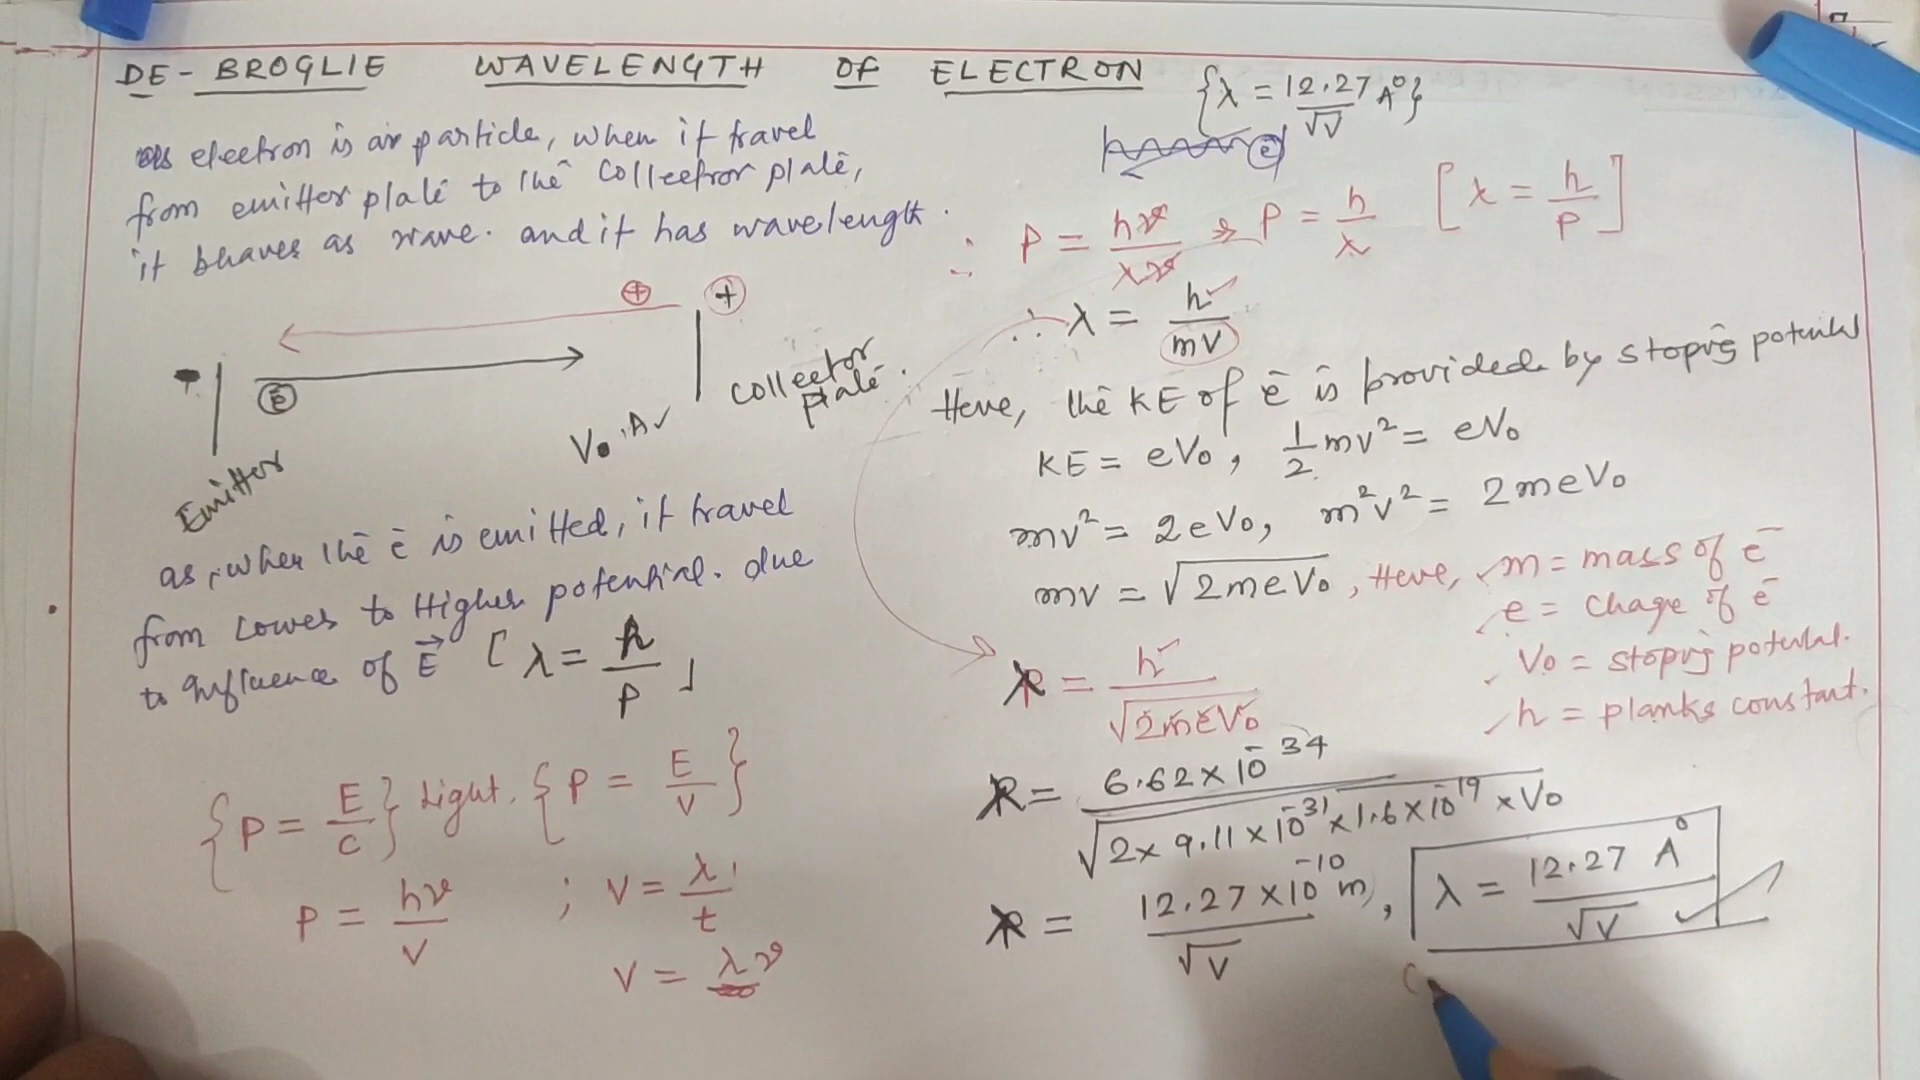 DE-BROGLIE WAVELENGTH OF ELECTRON
{λ = 12.27/√V A°}
electron is an particle, when it travel
from emitter plate to the collector plate,
it bhaves as wave. and it has wavelength.
⊕ +
ē
Emitter
V₀ A
collector
plate.
as, when the ē is emitted, it travel
from Lower to Higher potential. due
to influence of E⃗ [λ = h/p]
{p = E/c} Light. {p = E/v}
p = hν/v ; v = λ/t
v = λν
ē
∴ p = hν/λν ⇒ p = h/λ [λ = h/p]
∴ λ = h/mv
Here, the KE of ē is provided by stoping potential
KE = eV₀, 1/2 mv² = eV₀
mv² = 2eV₀, m²v² = 2meV₀
mv = √2meV₀, Here, m = mass of e⁻
e = Chage of e⁻
V₀ = stoping potential.
h = planks constant.
λ = h/√2meV₀
λ = 6.62×10⁻³⁴/√2×9.11×10⁻³¹×1.6×10⁻¹⁹×V₀
λ = 12.27×10⁻¹⁰ m/√V, λ = 12.27 A°/√V